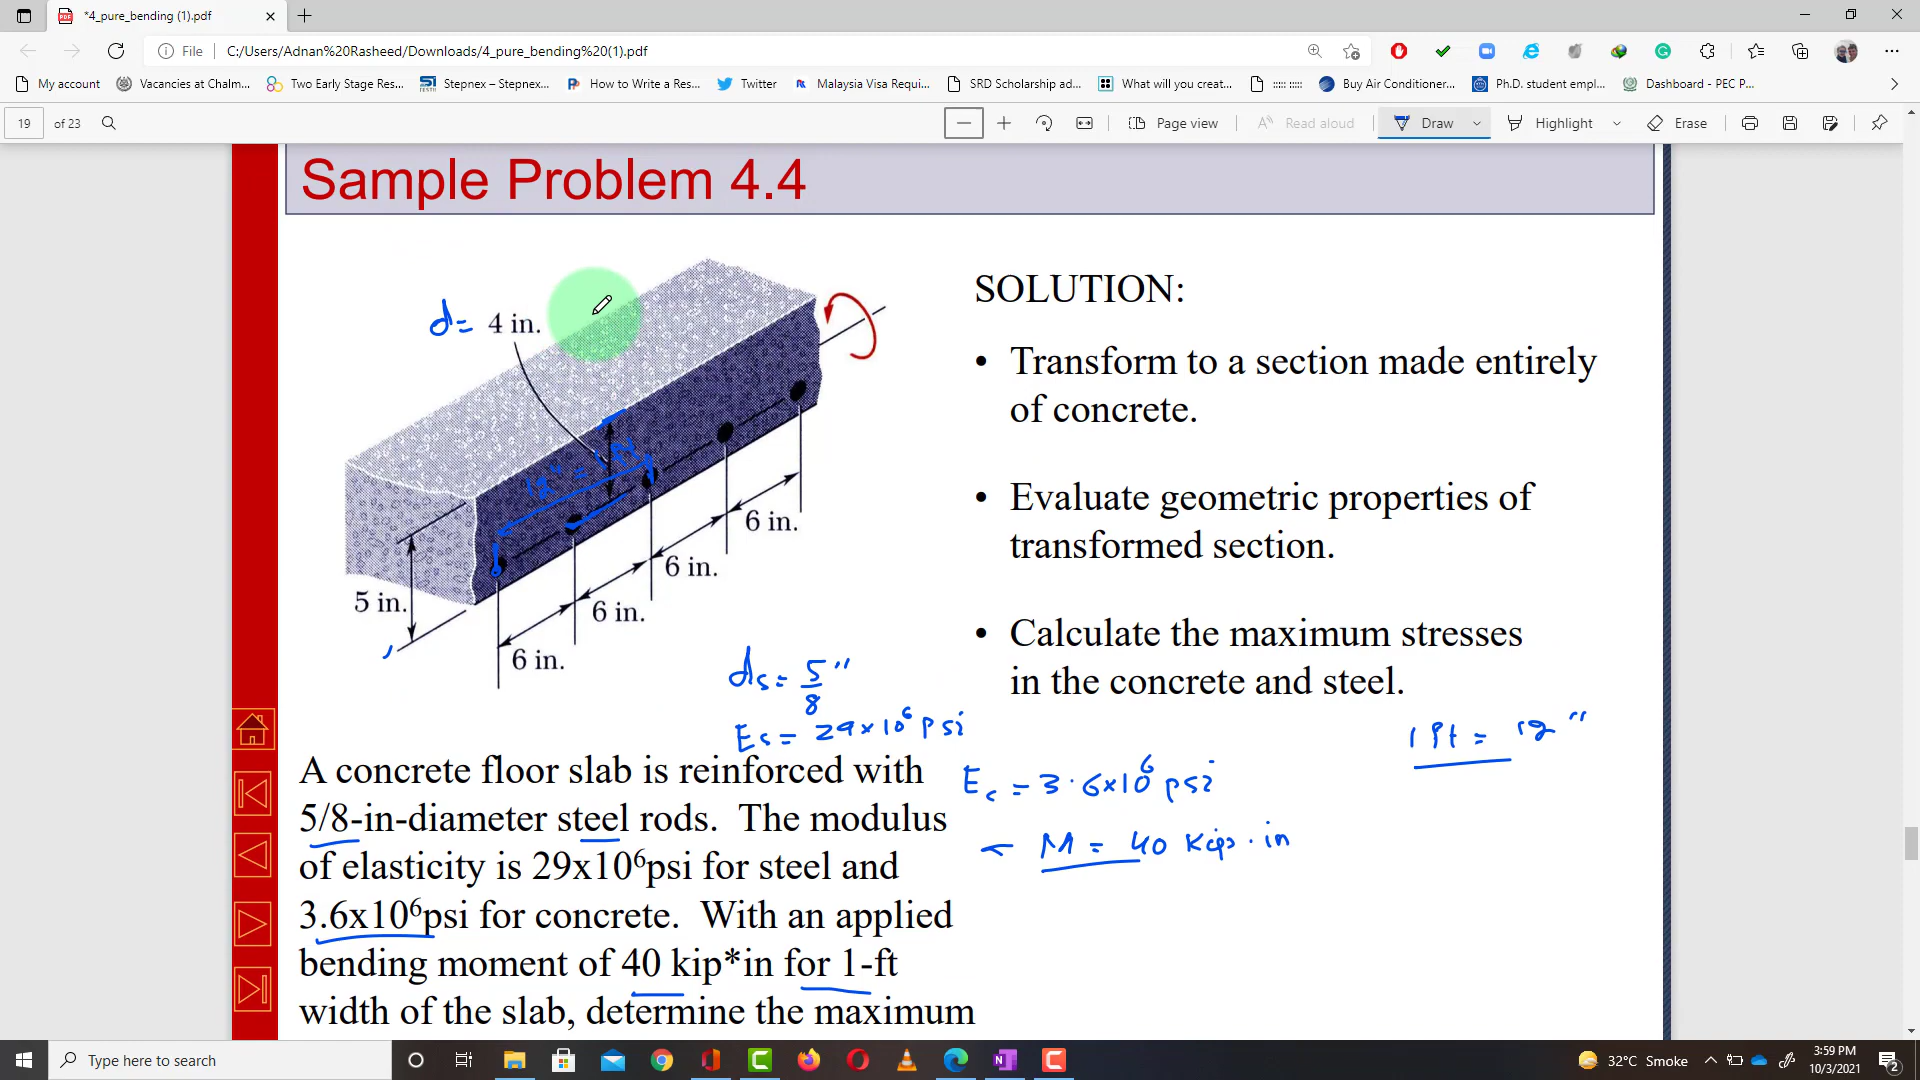 *4_pure_bending (1).pdf
File C:/Users/Adnan%20Rasheed/Downloads/4_pure_bending%20(1).pdf
My account Vacancies at Chalm... Two Early Stage Res... Stepnex – Stepnex... How to Write a Res... Twitter Malaysia Visa Requi... SRD Scholarship ad... What will you creat... Buy Air Conditioner... Ph.D. student empl... Dashboard - PEC P...
19 of 23 Page view Read aloud Draw Highlight Erase
Sample Problem 4.4
d= 4 in.
12" = 1ft
5 in.
6 in.
6 in.
6 in.
6 in.
SOLUTION:
• Transform to a section made entirely
of concrete.
• Evaluate geometric properties of
transformed section.
• Calculate the maximum stresses
in the concrete and steel.
ds = 5/8"
Es = 29x10⁶ psi
1 ft = 12"
Ec = 3.6x10⁶ psi
M = 40 Kips.in
A concrete floor slab is reinforced with
5/8-in-diameter steel rods. The modulus
of elasticity is 29x10⁶psi for steel and
3.6x10⁶psi for concrete. With an applied
bending moment of 40 kip*in for 1-ft
width of the slab, determine the maximum
Type here to search
32°C Smoke
3:59 PM
10/3/2021
2